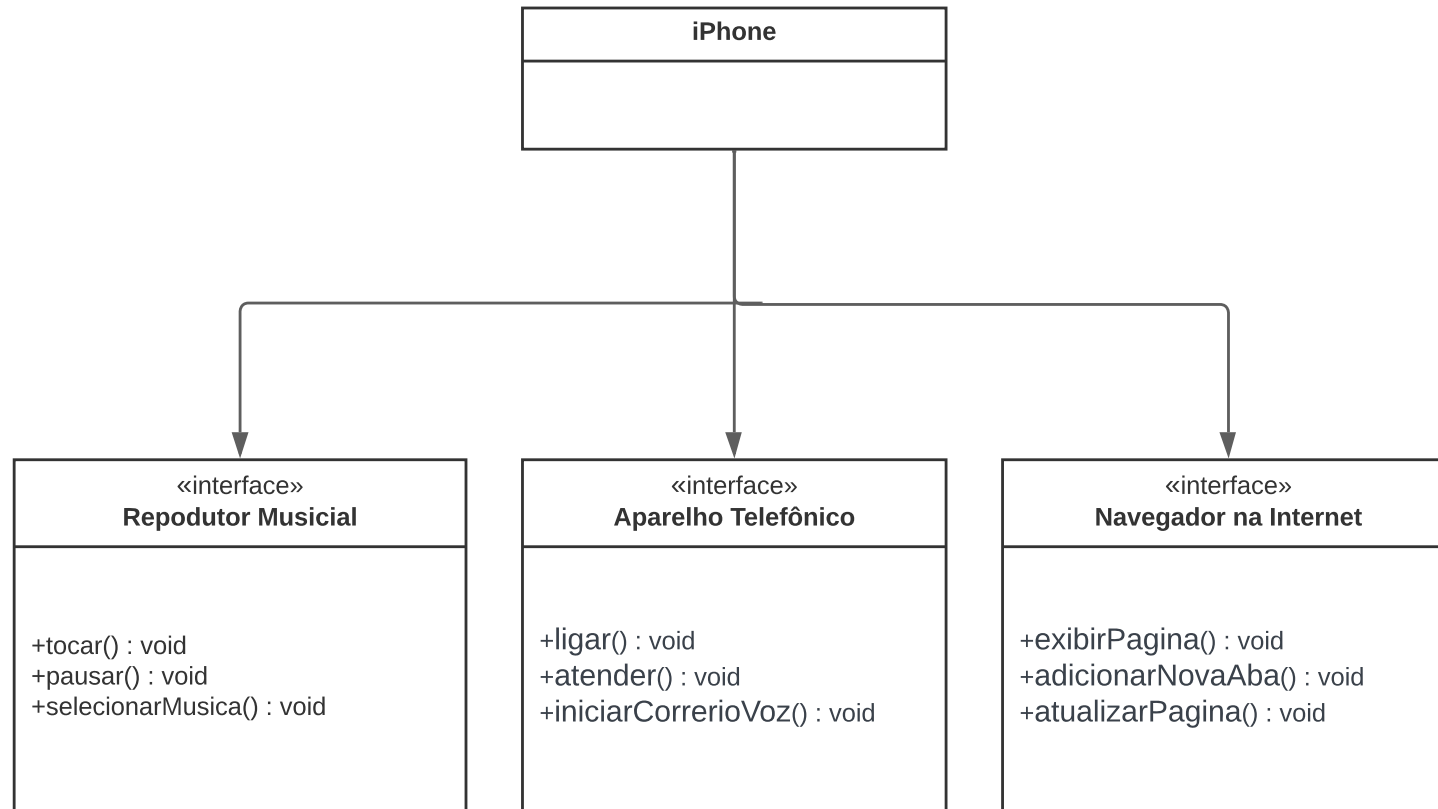 iPhone
«interface»
Repodutor Musicial
+tocar() : void
+pausar() : void
+selecionarMusica() : void
«interface»
Aparelho Telefônico
+ligar() : void
+atender() : void
+iniciarCorrerioVoz() : void
«interface»
Navegador na Internet
+exibirPagina() : void
+adicionarNovaAba() : void
+atualizarPagina() : void